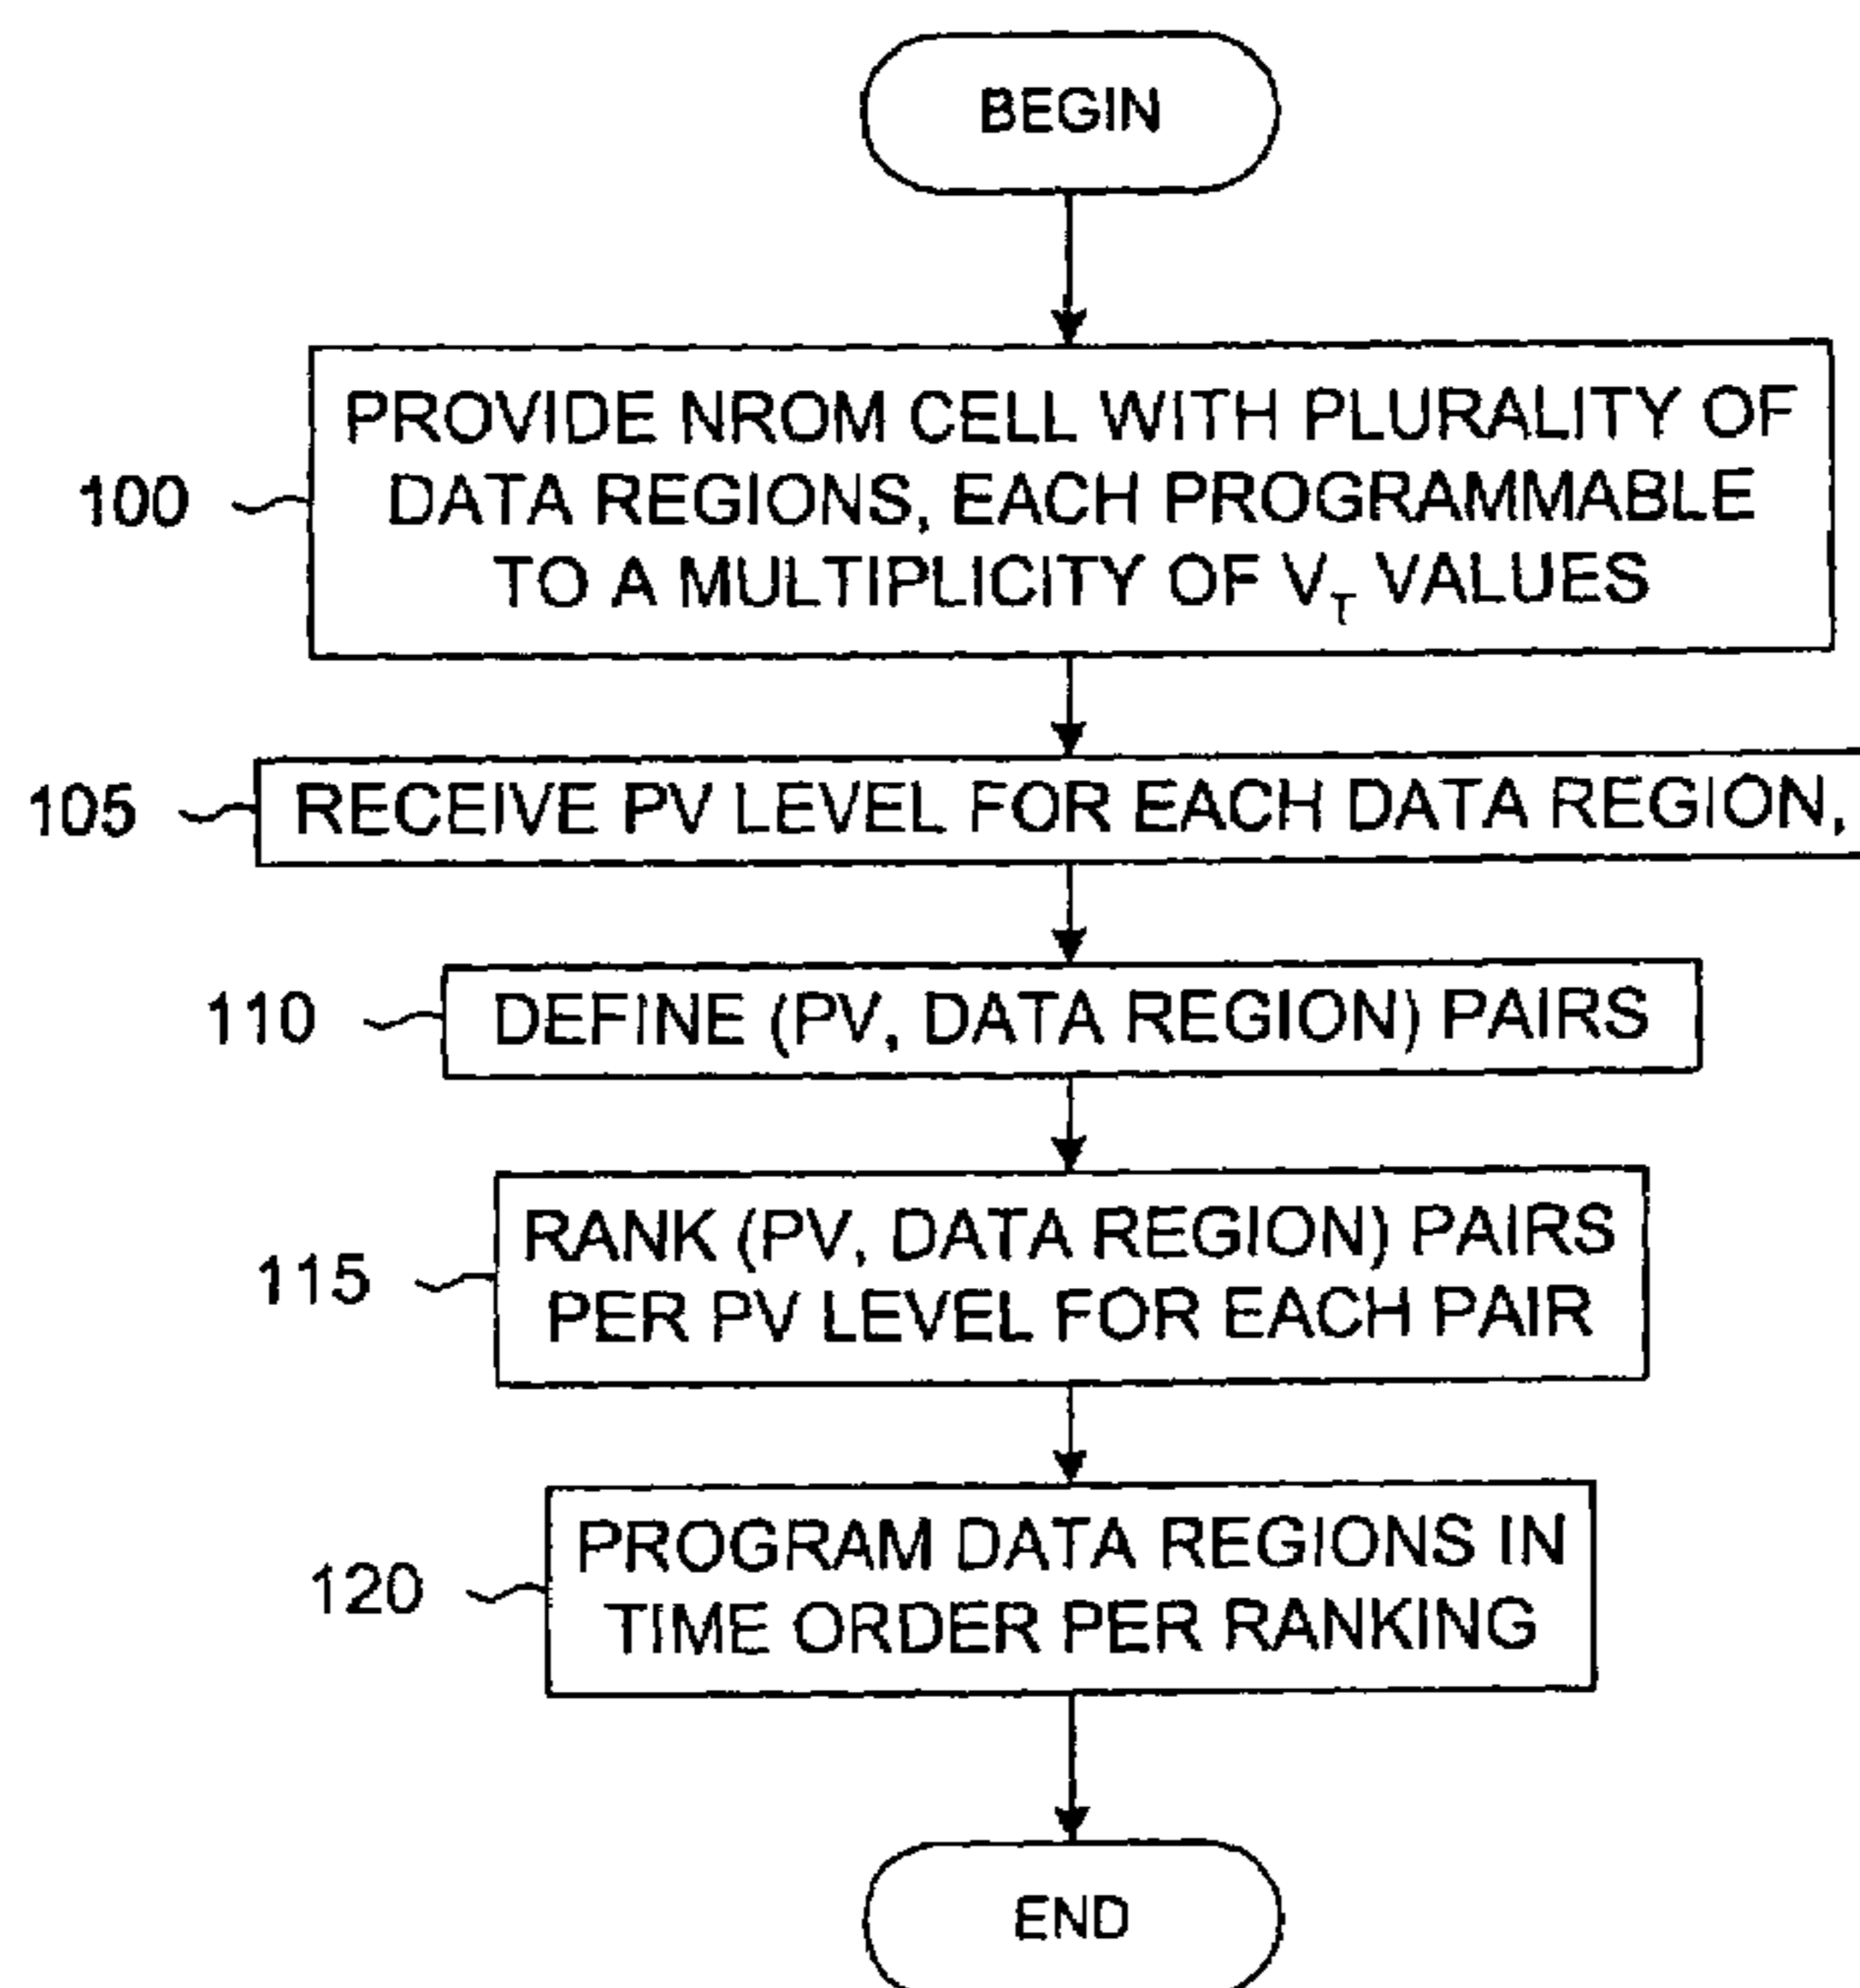 BEGIN
100
PROVIDE NROM CELL WITH PLURALITY OF
DATA REGIONS, EACH PROGRAMMABLE
TO A MULTIPLICITY OF V_T VALUES
105
RECEIVE PV LEVEL FOR EACH DATA REGION,
110
DEFINE (PV, DATA REGION) PAIRS
115
RANK (PV, DATA REGION) PAIRS
PER PV LEVEL FOR EACH PAIR
120
PROGRAM DATA REGIONS IN
TIME ORDER PER RANKING
END